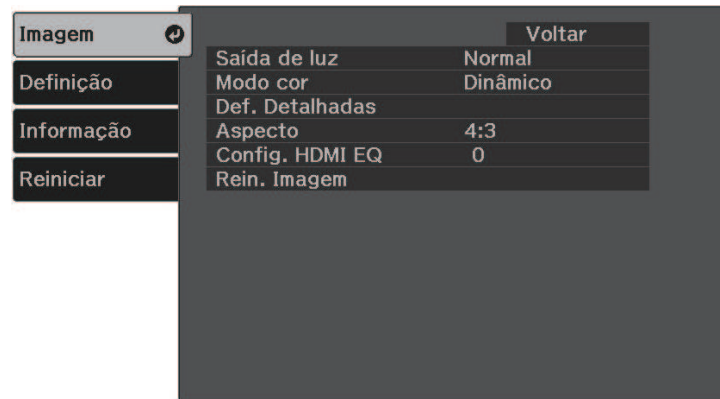 Imagem
Definição
Informação
Reiniciar
Voltar
Saída de luz Normal
Modo cor Dinâmico
Def. Detalhadas
Aspecto 4:3
Config. HDMI EQ 0
Rein. Imagem